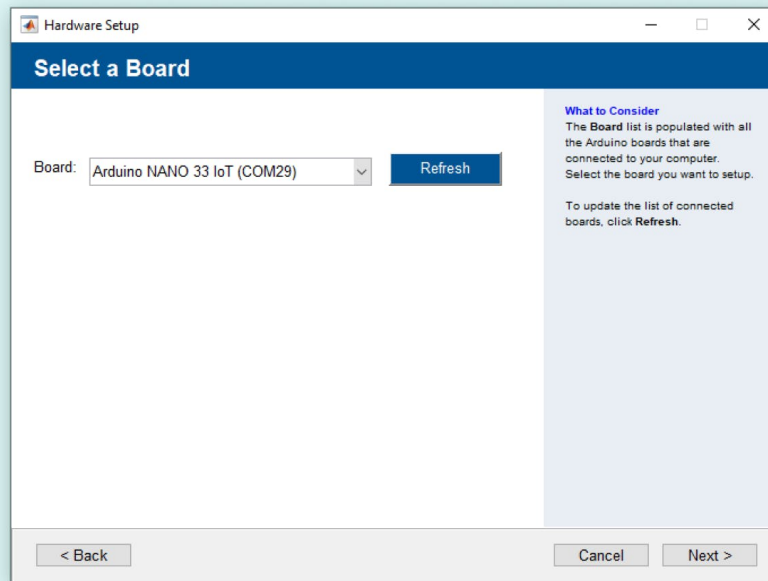 Hardware Setup
Select a Board
Board:
Arduino NANO 33 IoT (COM29)
Refresh
What to Consider
The Board list is populated with all
the Arduino boards that are
connected to your computer.
Select the board you want to setup.
To update the list of connected
boards, click Refresh.
< Back
Cancel
Next >